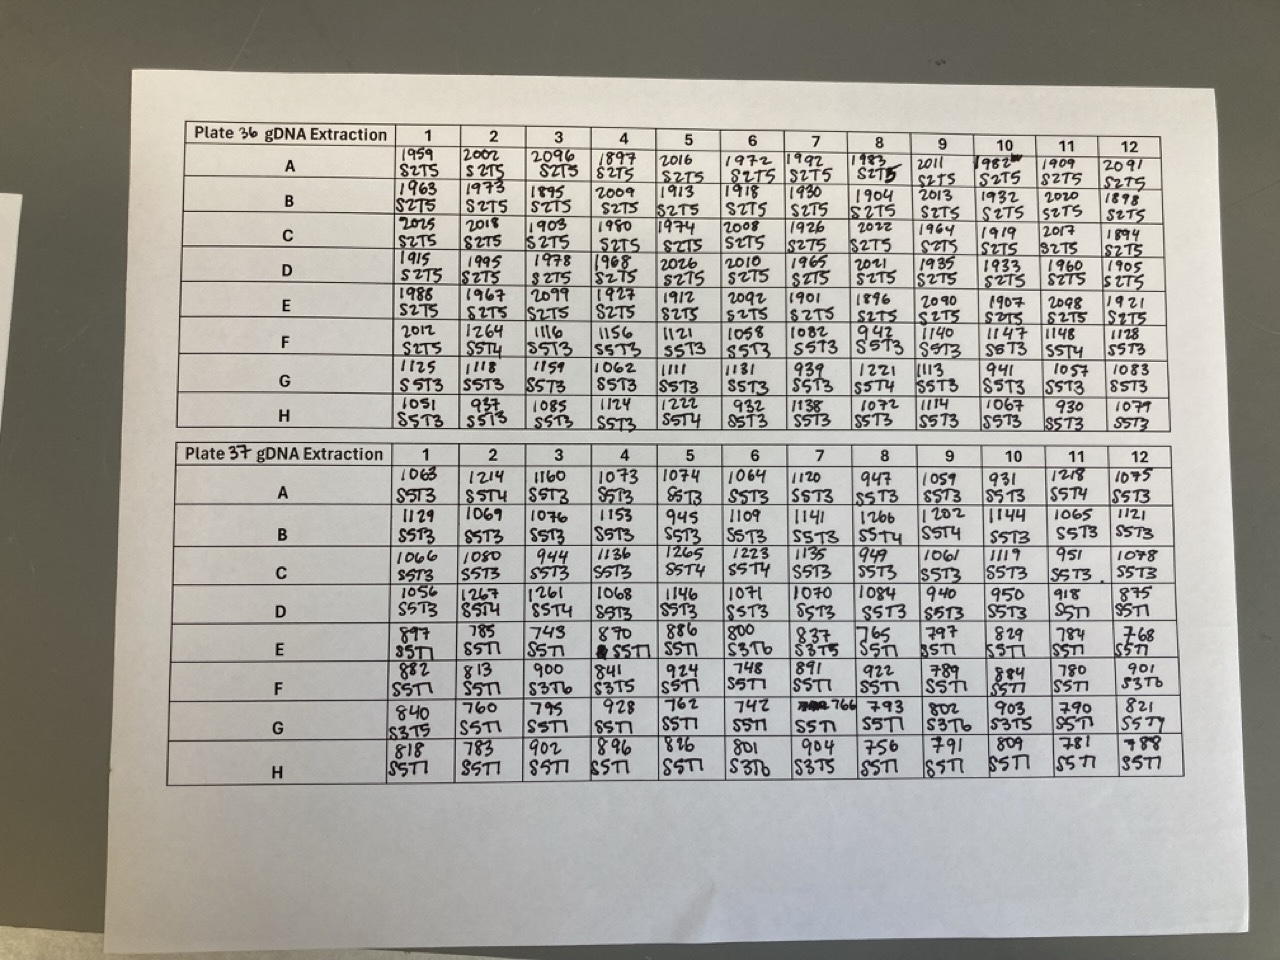 Plate 36 gDNA Extraction 1 2 3 4 5 6 7 8 9 10 11 12
A 1959 2002 2096 1897 2016 1972 1992 1983 2011 1982 1909 2091
S2T5 S2T5 S2T5 S2T5 S2T5 S2T5 S2T5 S2T5 S2T5 S2T5 S2T5 S2T5
B 1963 1973 1895 2009 1913 1918 1930 1904 2013 1932 2020 1898
S2T5 S2T5 S2T5 S2T5 S2T5 S2T5 S2T5 S2T5 S2T5 S2T5 S2T5 S2T5
C 2025 2018 1903 1980 1974 2008 1926 2022 1964 1919 2017 1894
S2T5 S2T5 S2T5 S2T5 S2T5 S2T5 S2T5 S2T5 S2T5 S2T5 S2T5 S2T5
D 1915 1995 1978 1968 2026 2010 1965 2021 1935 1933 1960 1905
S2T5 S2T5 S2T5 S2T5 S2T5 S2T5 S2T5 S2T5 S2T5 S2T5 S2T5 S2T5
E 1986 1967 2099 1927 1912 2092 1901 1896 2090 1907 2098 1921
S2T5 S2T5 S2T5 S2T5 S2T5 S2T5 S2T5 S2T5 S2T5 S2T5 S2T5 S2T5
F 2012 1264 1116 1156 1121 1058 1082 942 1140 1147 1148 1128
S2T5 S5T4 S5T3 S5T3 S5T3 S5T3 S5T3 S5T3 S5T3 S5T3 S5T4 S5T3
G 1125 1118 1159 1062 1111 1131 939 1221 1113 941 1057 1083
S5T3 S5T3 S5T3 S5T3 S5T3 S5T3 S5T3 S5T4 S5T3 S5T3 S5T3 S5T3
H 1051 937 1085 1124 1222 932 1138 1072 1114 1067 930 1079
S5T3 S5T3 S5T3 S5T3 S5T4 S5T3 S5T3 S5T3 S5T3 S5T3 S5T3 S5T3
Plate 37 gDNA Extraction 1 2 3 4 5 6 7 8 9 10 11 12
A 1063 1214 1160 1073 1074 1064 1120 947 1059 931 1218 1075
S5T3 S5T4 S5T3 S5T3 S5T3 S5T3 S5T3 S5T3 S5T3 S5T3 S5T4 S5T3
B 1129 1069 1076 1153 945 1109 1141 1266 1202 1144 1065 1121
S5T3 S5T3 S5T3 S5T3 S5T3 S5T3 S5T3 S5T4 S5T4 S5T3 S5T3 S5T3
C 1066 1080 944 1136 1265 1223 1135 949 1061 1119 951 1078
S5T3 S5T3 S5T3 S5T3 S5T4 S5T4 S5T3 S5T3 S5T3 S5T3 S5T3 S5T3
D 1056 1267 1261 1068 1146 1071 1070 1084 940 950 918 875
S5T3 S5T4 S5T4 S5T3 S5T3 S5T3 S5T3 S5T3 S5T3 S5T3 S5T1 S5T1
E 897 785 743 890 886 800 837 765 797 829 784 768
S5T1 S5T1 S5T1 S5T1 S5T1 S3T6 S3T5 S5T1 S5T1 S5T1 S5T1 S5T1
F 882 813 900 841 924 748 891 922 789 884 780 901
S5T1 S5T1 S3T6 S3T5 S5T1 S5T1 S5T1 S5T1 S5T1 S5T1 S5T1 S3T6
G 840 760 795 928 762 742 766 793 802 903 790 821
S3T5 S5T1 S5T1 S5T1 S5T1 S5T1 S5T1 S5T1 S3T6 S3T5 S5T1 S5T1
H 818 783 902 896 826 801 904 756 791 809 781 788
S5T1 S5T1 S5T1 S5T1 S5T1 S3T6 S3T5 S5T1 S5T1 S5T1 S5T1 S5T1